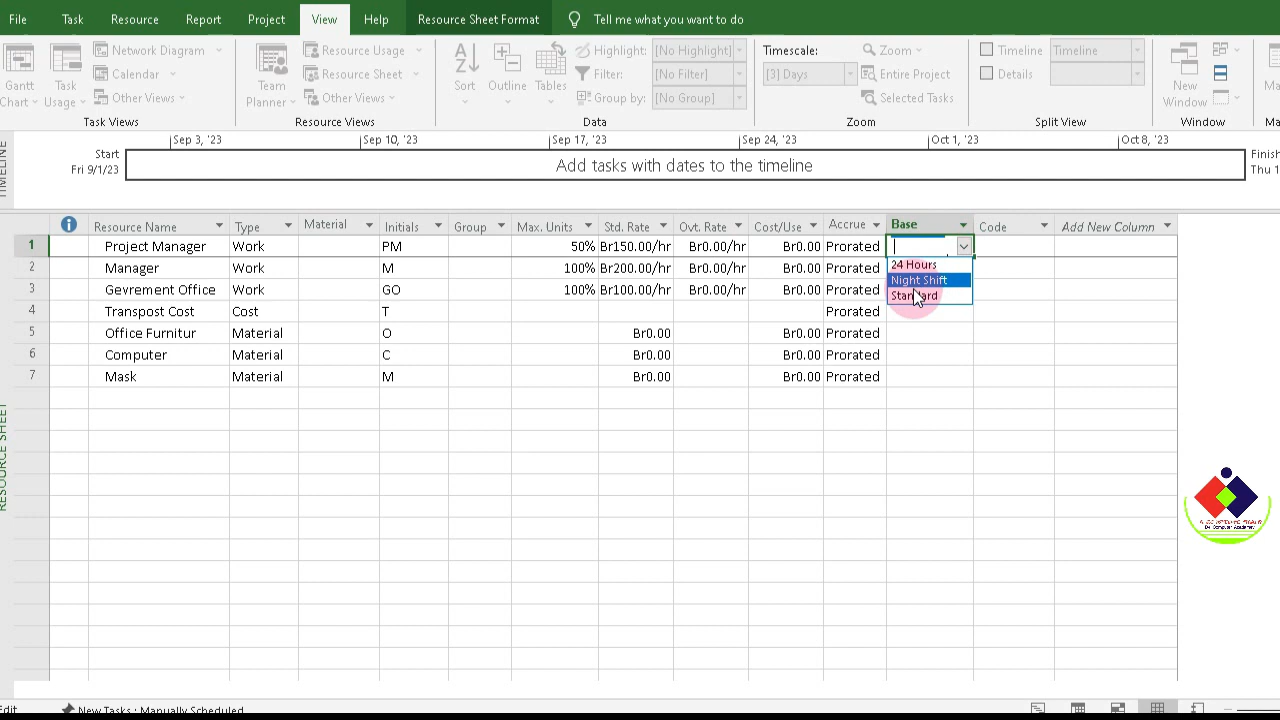 File Task Resource Report Project View Help Resource Sheet Format Tell me what you want to do
Network Diagram Resource Usage Highlight: [No Highlight] Timescale: Zoom Timeline Timeline
Calendar Resource Sheet Filter: [No Filter] [3] Days Entire Project Details
Gantt Chart Task Usage Other Views Team Planner Other Views Sort Outline Tables Group by: [No Group] Selected Tasks New Window
Task Views Resource Views Data Zoom Split View Window
Sep 3, '23 Sep 10, '23 Sep 17, '23 Sep 24, '23 Oct 1, '23 Oct 8, '23
TIMELINE
Start Fri 9/1/23 Add tasks with dates to the timeline Finish Thu 1
Resource Name Type Material Initials Group Max. Units Std. Rate Ovt. Rate Cost/Use Accrue Base Code Add New Column
1 Project Manager Work PM 50% Br150.00/hr Br0.00/hr Br0.00 Prorated
24 Hours
Night Shift
Standard
2 Manager Work M 100% Br200.00/hr Br0.00/hr Br0.00 Prorated
3 Gevrement Office Work GO 100% Br100.00/hr Br0.00/hr Br0.00 Prorated
4 Transpost Cost Cost T Prorated
5 Office Furnitur Material O Br0.00 Br0.00 Prorated
6 Computer Material C Br0.00 Br0.00 Prorated
7 Mask Material M Br0.00 Br0.00 Prorated
RESOURCE SHEET
Computer Academy
New Tasks : Manually Scheduled